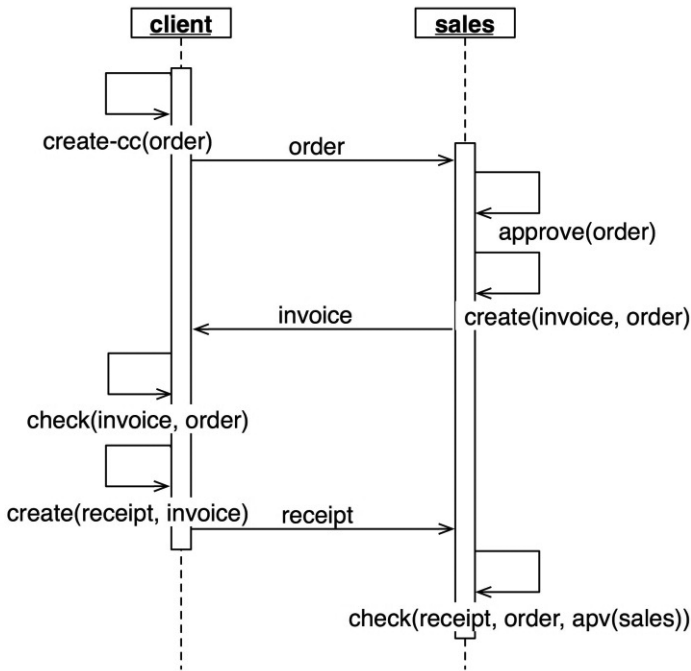 client
sales
create-cc(order)
order
approve(order)
create(invoice, order)
invoice
check(invoice, order)
create(receipt, invoice)
receipt
check(receipt, order, apv(sales))